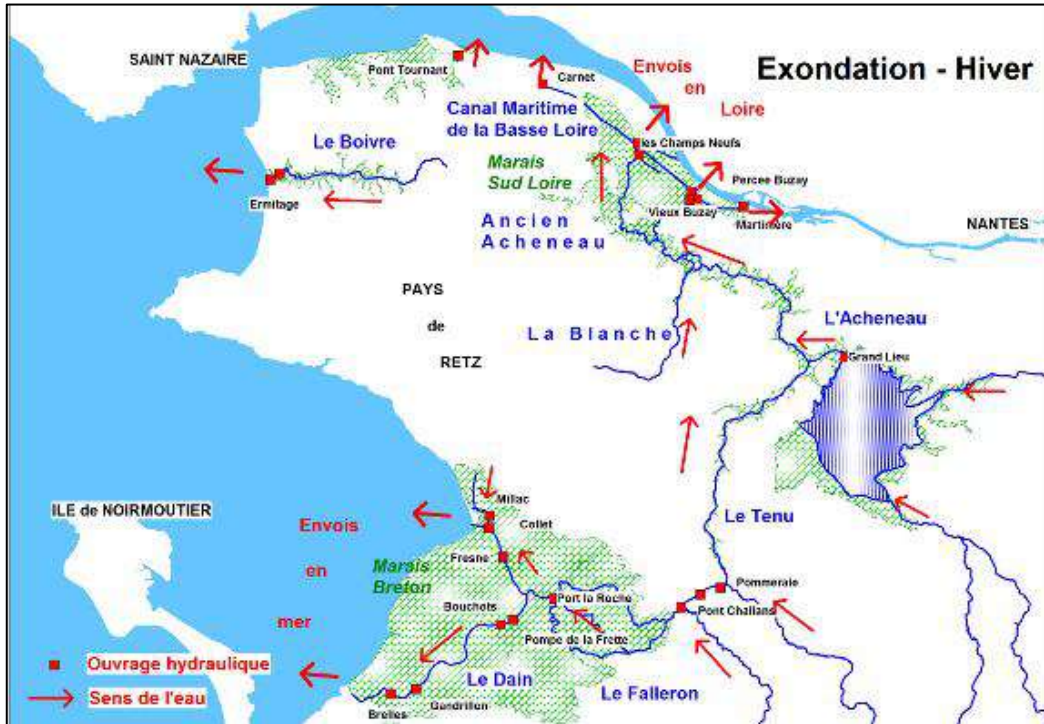 SAINT NAZAIRE
Pont Tournant
Carnet
Envois
en
Loire
Exondation - Hiver
Canal Maritime
de la Basse Loire
Le Boivre
les Champs Neufs
Marais
Sud Loire
Percee Buzay
Ermitage
Vieux Buzay
Martiniere
NANTES
Ancien
Acheneau
PAYS
de
RETZ
La Blanche
L'Acheneau
Grand Lieu
ILE de NOIRMOUTIER
Millac
Collet
Envois
en
mer
Fresne
Marais
Breton
Le Tenu
Pommeraie
Bouchots
Port la Roche
Pont Challans
Pompe de la Frette
Ouvrage hydraulique
Sens de l'eau
Le Dain
Le Falleron
Gandrillon
Brelles